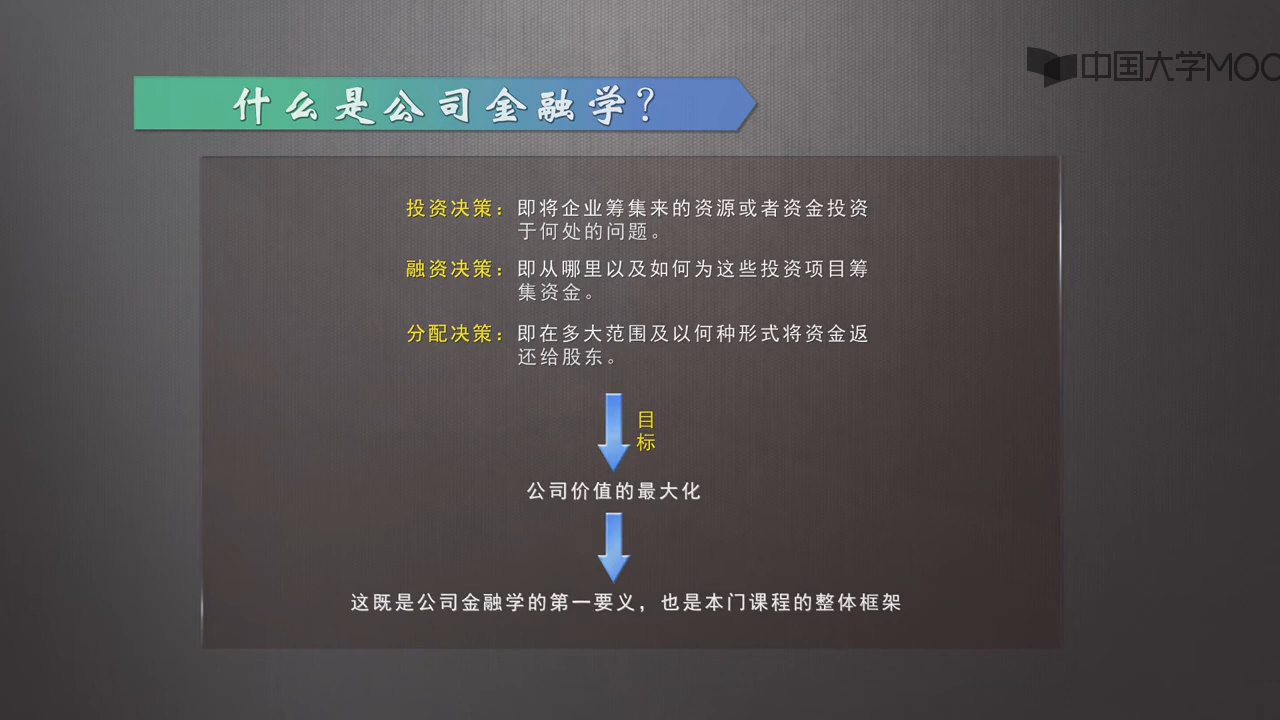 中国大学MOO
什么是公司金融学？
投资决策：即将企业筹集来的资源或者资金投资
于何处的问题。
融资决策：即从哪里以及如何为这些投资项目筹
集资金。
分配决策：即在多大范围及以何种形式将资金返
还给股东。
目
标
公司价值的最大化
这既是公司金融学的第一要义，也是本门课程的整体框架